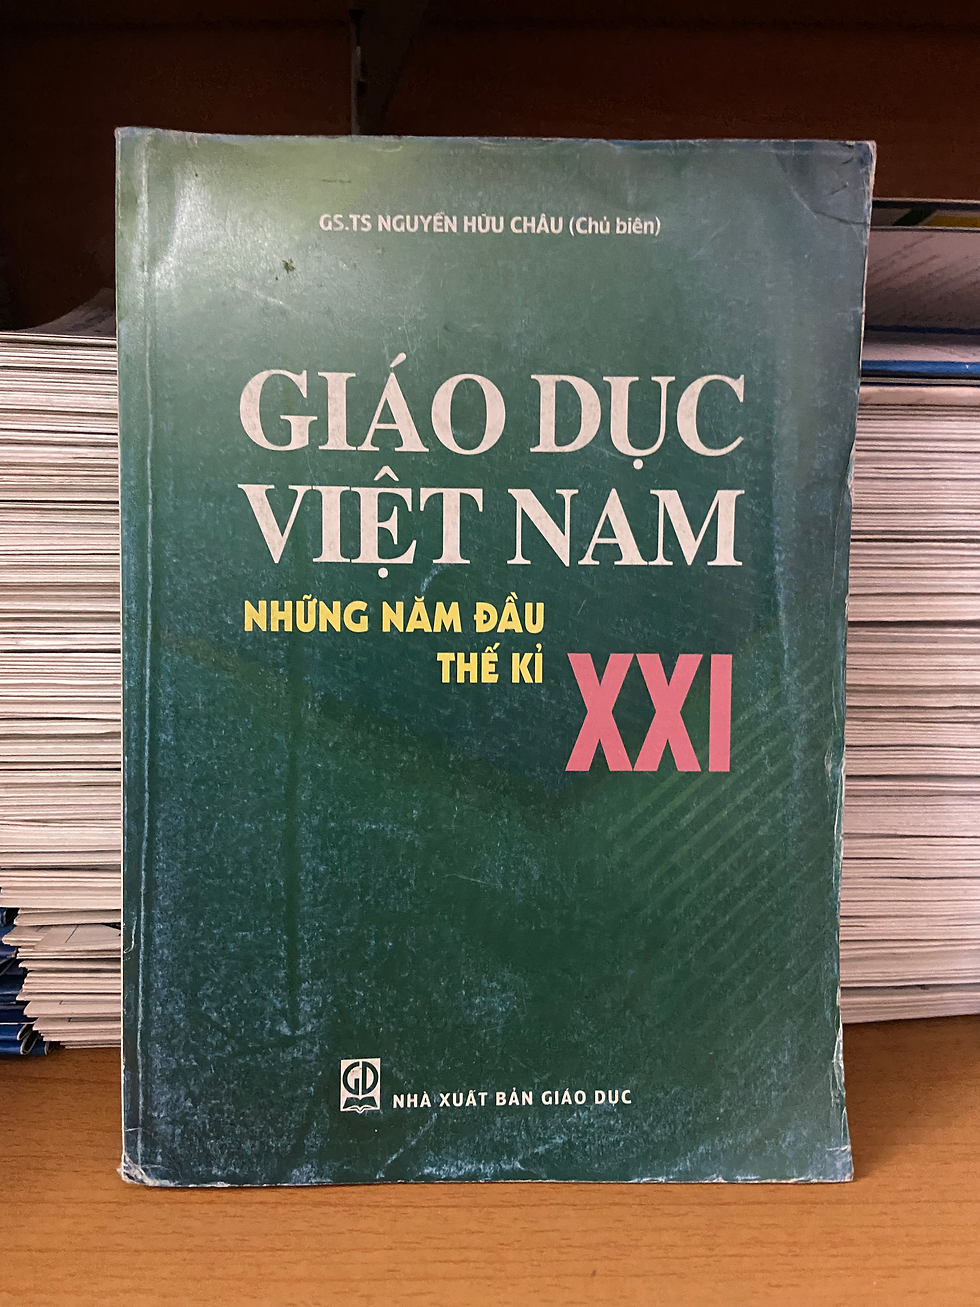 GS.TS NGUYỄN HỮU CHÂU (Chủ biên)
GIÁO DỤC
VIỆT NAM
NHỮNG NĂM ĐẦU
THẾ KỈ XXI
GD
NHÀ XUẤT BẢN GIÁO DỤC